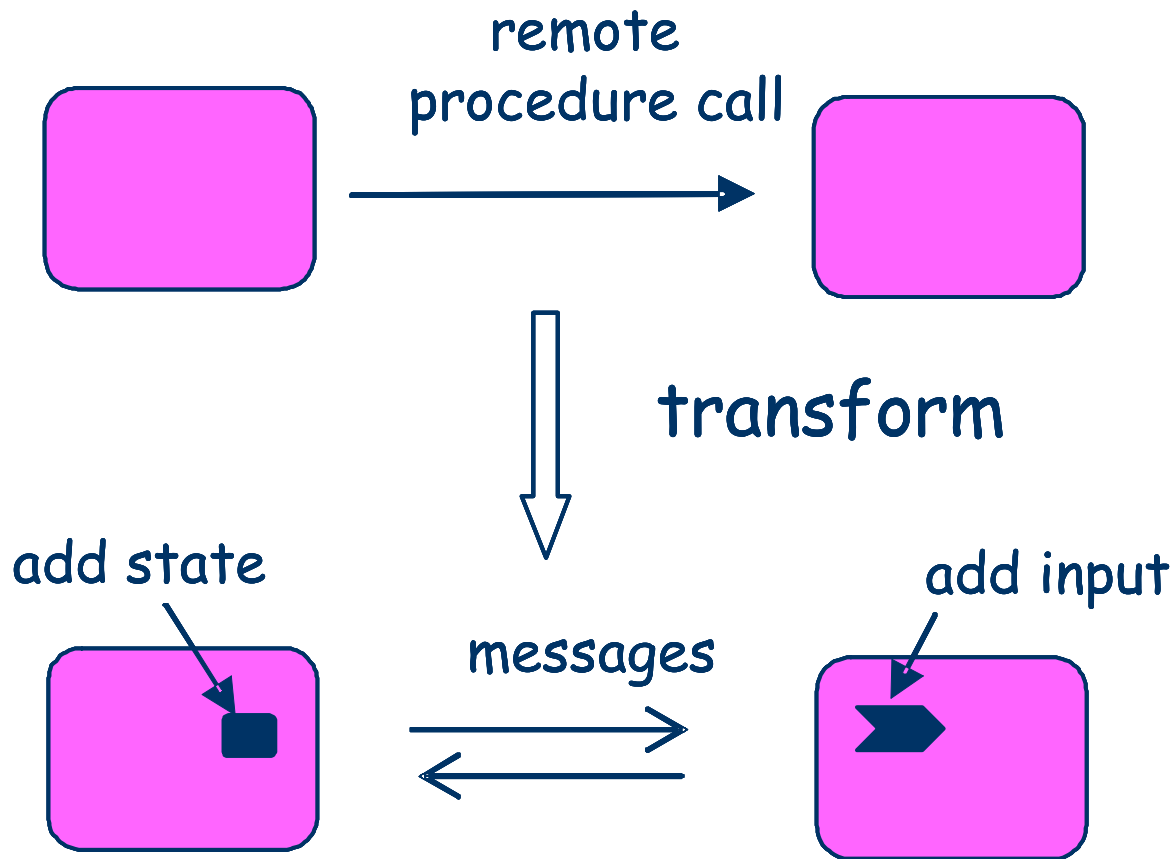 remote
procedure call
transform
add state
add input
messages